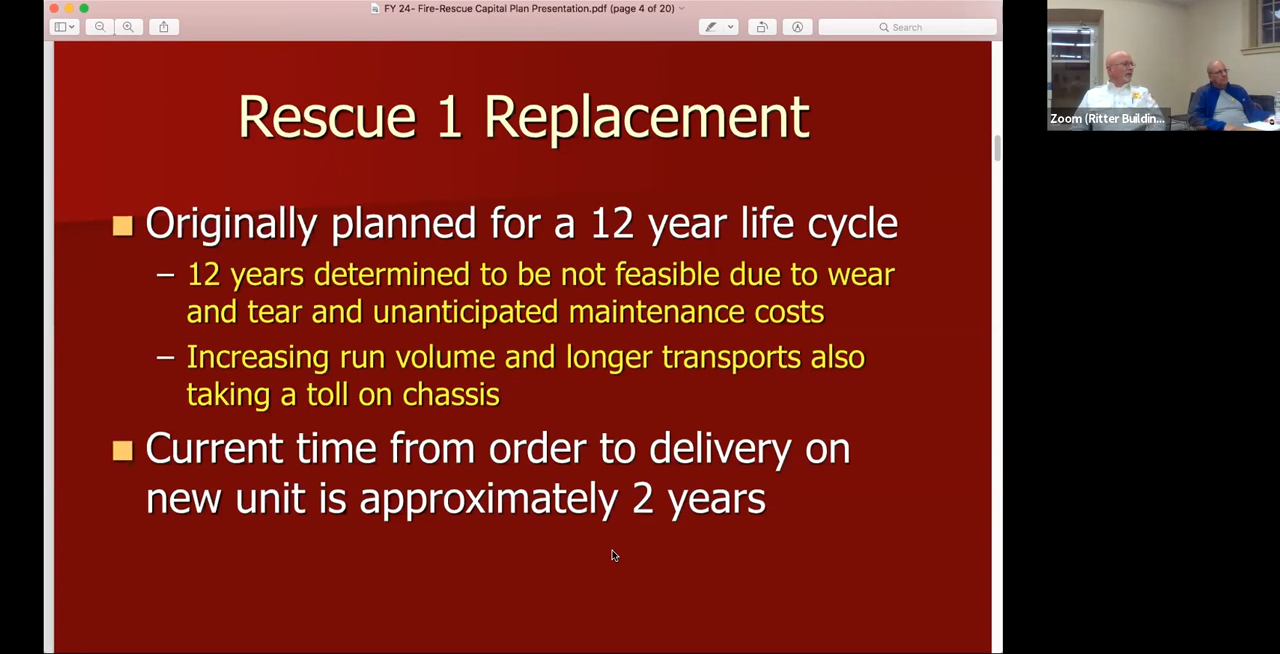 FY 24- Fire-Rescue Capital Plan Presentation.pdf (page 4 of 20)
Search
Rescue 1 Replacement
Originally planned for a 12 year life cycle
– 12 years determined to be not feasible due to wear
and tear and unanticipated maintenance costs
– Increasing run volume and longer transports also
taking a toll on chassis
Current time from order to delivery on
new unit is approximately 2 years
Zoom (Ritter Buildin...